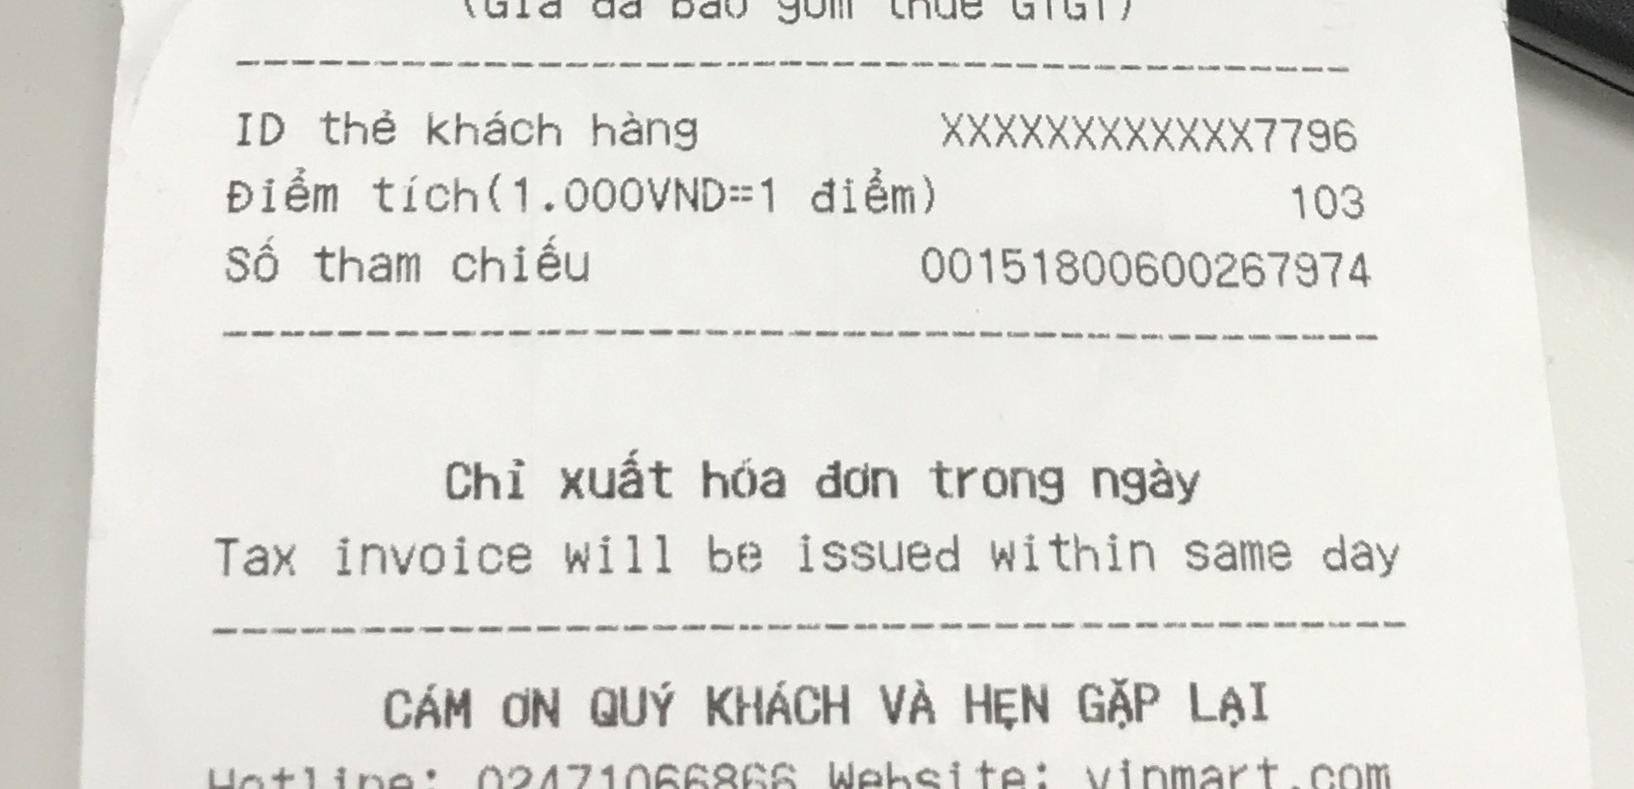 (Giá đã bao gồm thuế GTGT)
ID thẻ khách hàng XXXXXXXXXXXX7796
Điểm tích(1.000VND=1 điểm) 103
Số tham chiếu 00151800600267974
Chỉ xuất hóa đơn trong ngày
Tax invoice will be issued within same day
CÁM ƠN QUÝ KHÁCH VÀ HẸN GẶP LẠI
Hotline: 02471066866 Website: vinmart.com